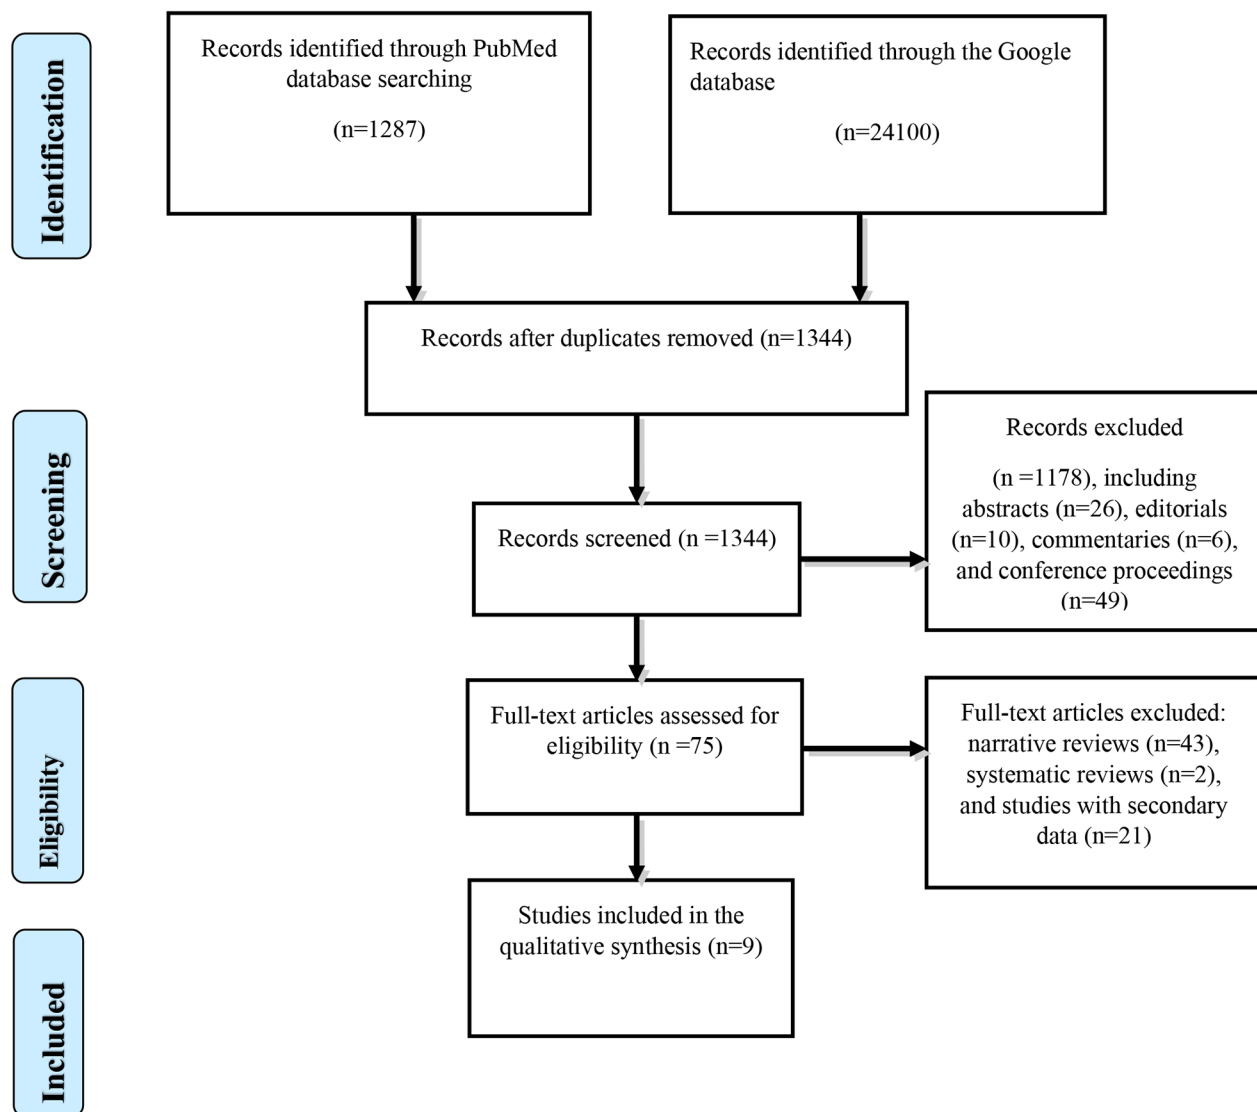 Identification
Records identified through PubMed
database searching
(n=1287)
Records identified through the Google
database
(n=24100)
Records after duplicates removed (n=1344)
Screening
Records screened (n =1344)
Records excluded
(n =1178), including
abstracts (n=26), editorials
(n=10), commentaries (n=6),
and conference proceedings
(n=49)
Eligibility
Full-text articles assessed for
eligibility (n =75)
Full-text articles excluded:
narrative reviews (n=43),
systematic reviews (n=2),
and studies with secondary
data (n=21)
Included
Studies included in the
qualitative synthesis (n=9)